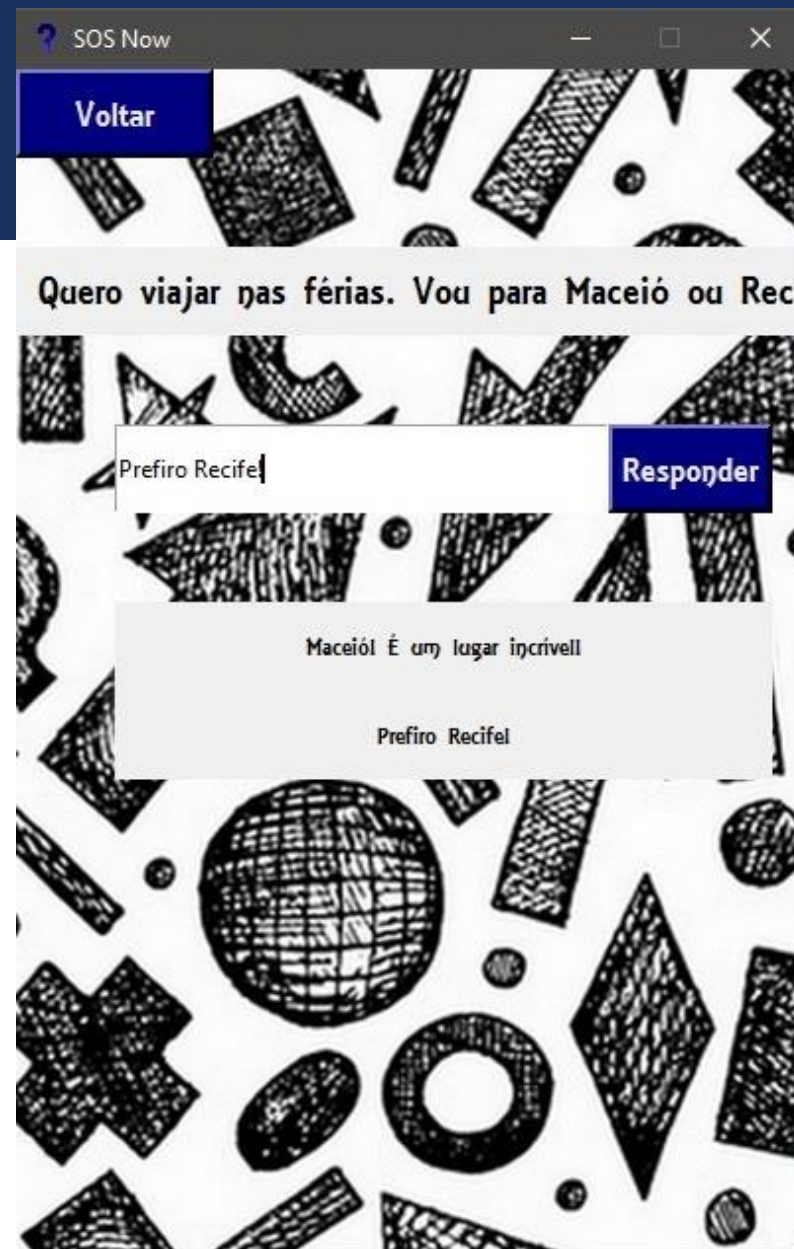 SOS Now
Voltar
Quero viajar nas férias. Vou para Maceió ou Rec
Prefiro Recife!
Responder
Maceió! É um lugar incrível!
Prefiro Recife!